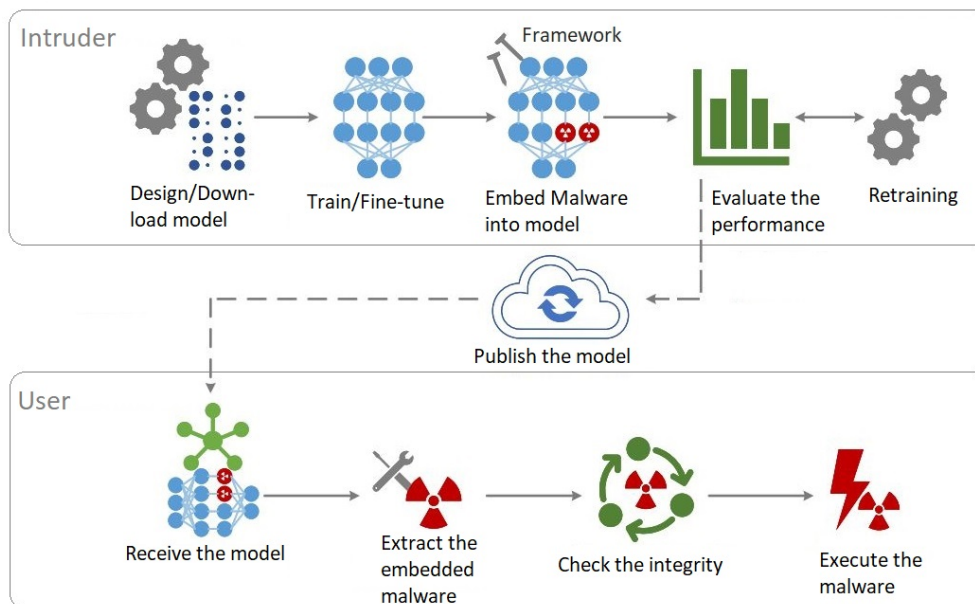 Intruder
Framework
Design/Down-
load model
Train/Fine-tune
Embed Malware
into model
Evaluate the
performance
Retraining
Publish the model
User
Receive the model
Extract the
embedded
malware
Check the integrity
Execute the
malware